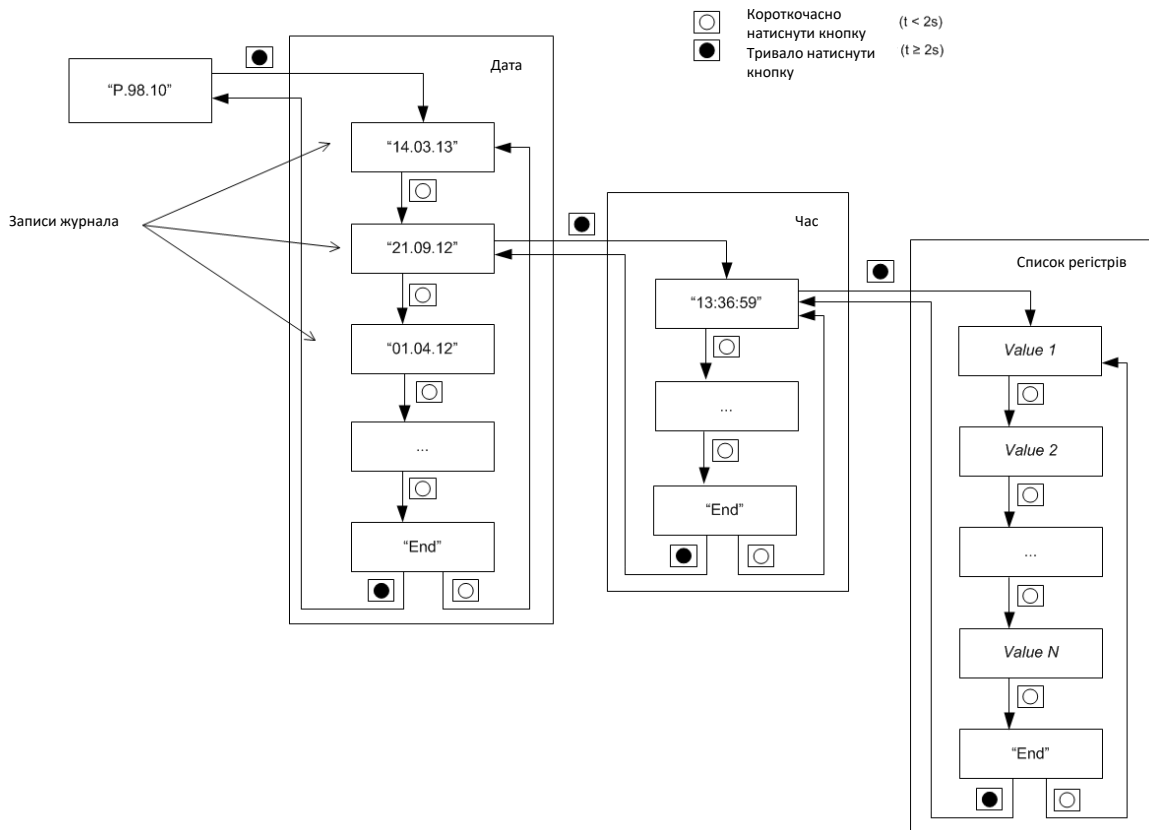 Короткочасно
натиснути кнопку
(t < 2s)
Тривало натиснути
кнопку
(t ≥ 2s)
“P.98.10”
Дата
“14.03.13”
Записи журнала
“21.09.12”
“01.04.12”
...
“End”
Час
“13:36:59”
...
“End”
Список регістрів
Value 1
Value 2
...
Value N
“End”